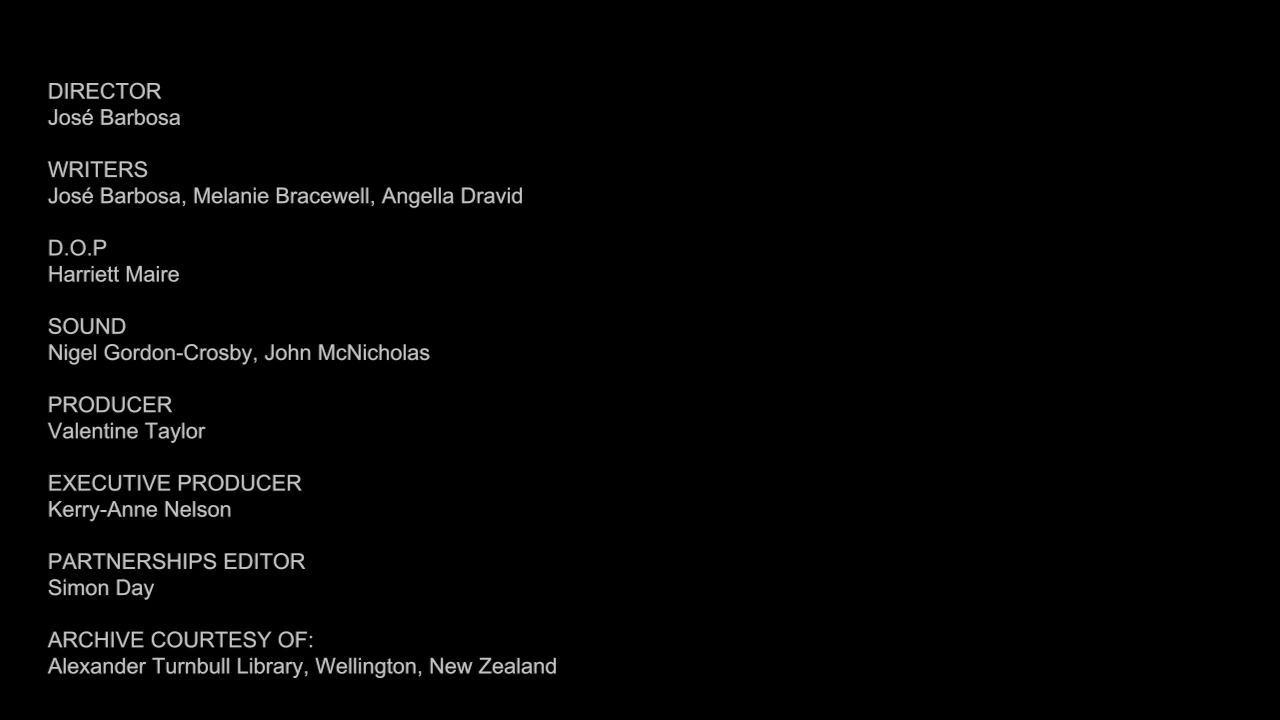 DIRECTOR
José Barbosa
WRITERS
José Barbosa, Melanie Bracewell, Angella Dravid
D.O.P
Harriett Maire
SOUND
Nigel Gordon-Crosby, John McNicholas
PRODUCER
Valentine Taylor
EXECUTIVE PRODUCER
Kerry-Anne Nelson
PARTNERSHIPS EDITOR
Simon Day
ARCHIVE COURTESY OF:
Alexander Turnbull Library, Wellington, New Zealand